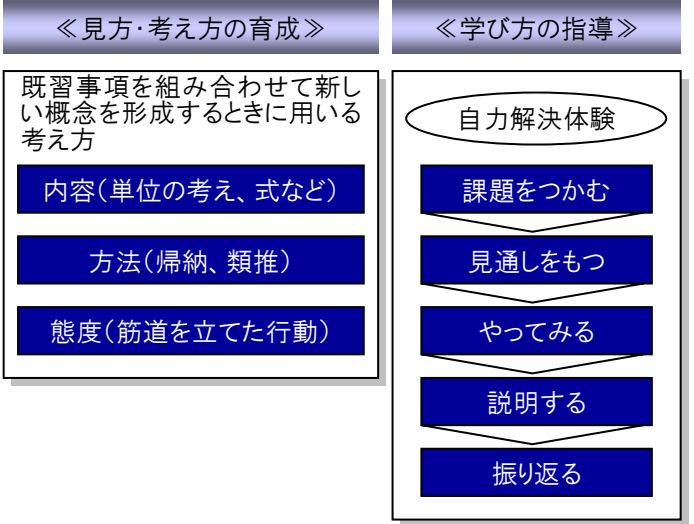 ≪見方・考え方の育成≫
既習事項を組み合わせて新し
い概念を形成するときに用いる
考え方
内容(単位の考え、式など)
方法(帰納、類推)
態度(筋道を立てた行動)
≪学び方の指導≫
自力解決体験
課題をつかむ
見通しをもつ
やってみる
説明する
振り返る